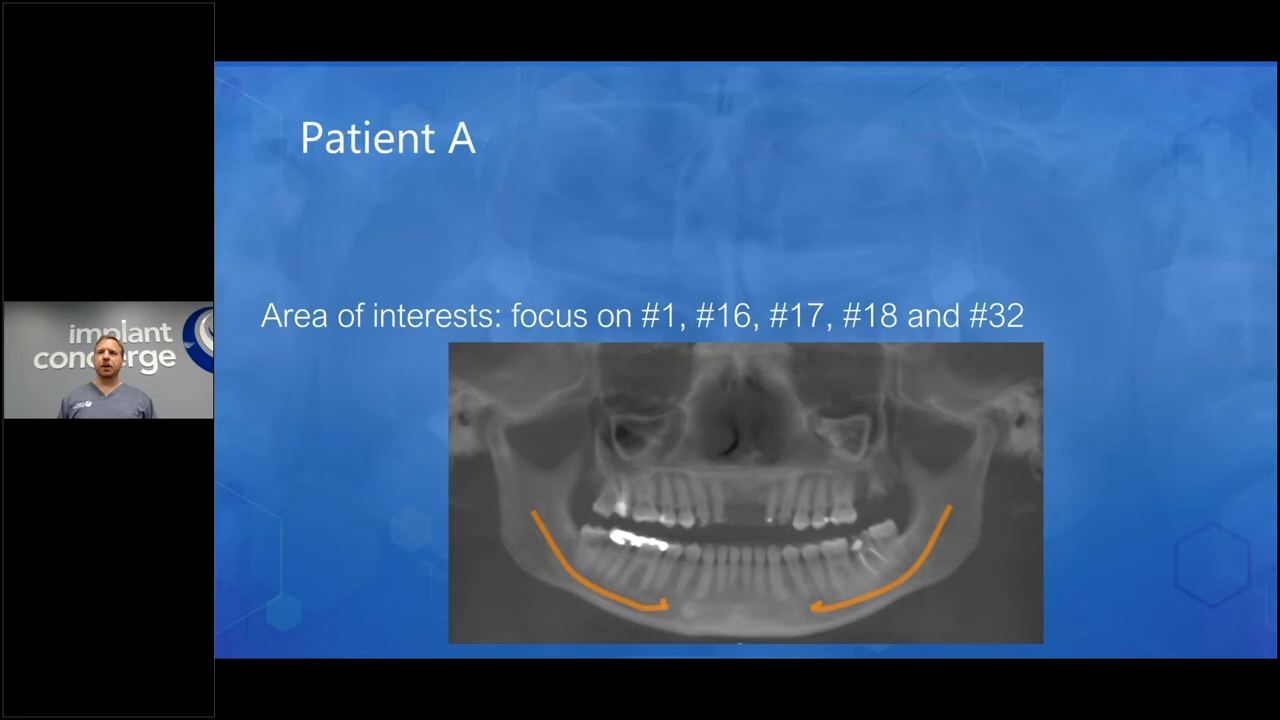 Patient A
Area of interests: focus on #1, #16, #17, #18 and #32
implant
concierge